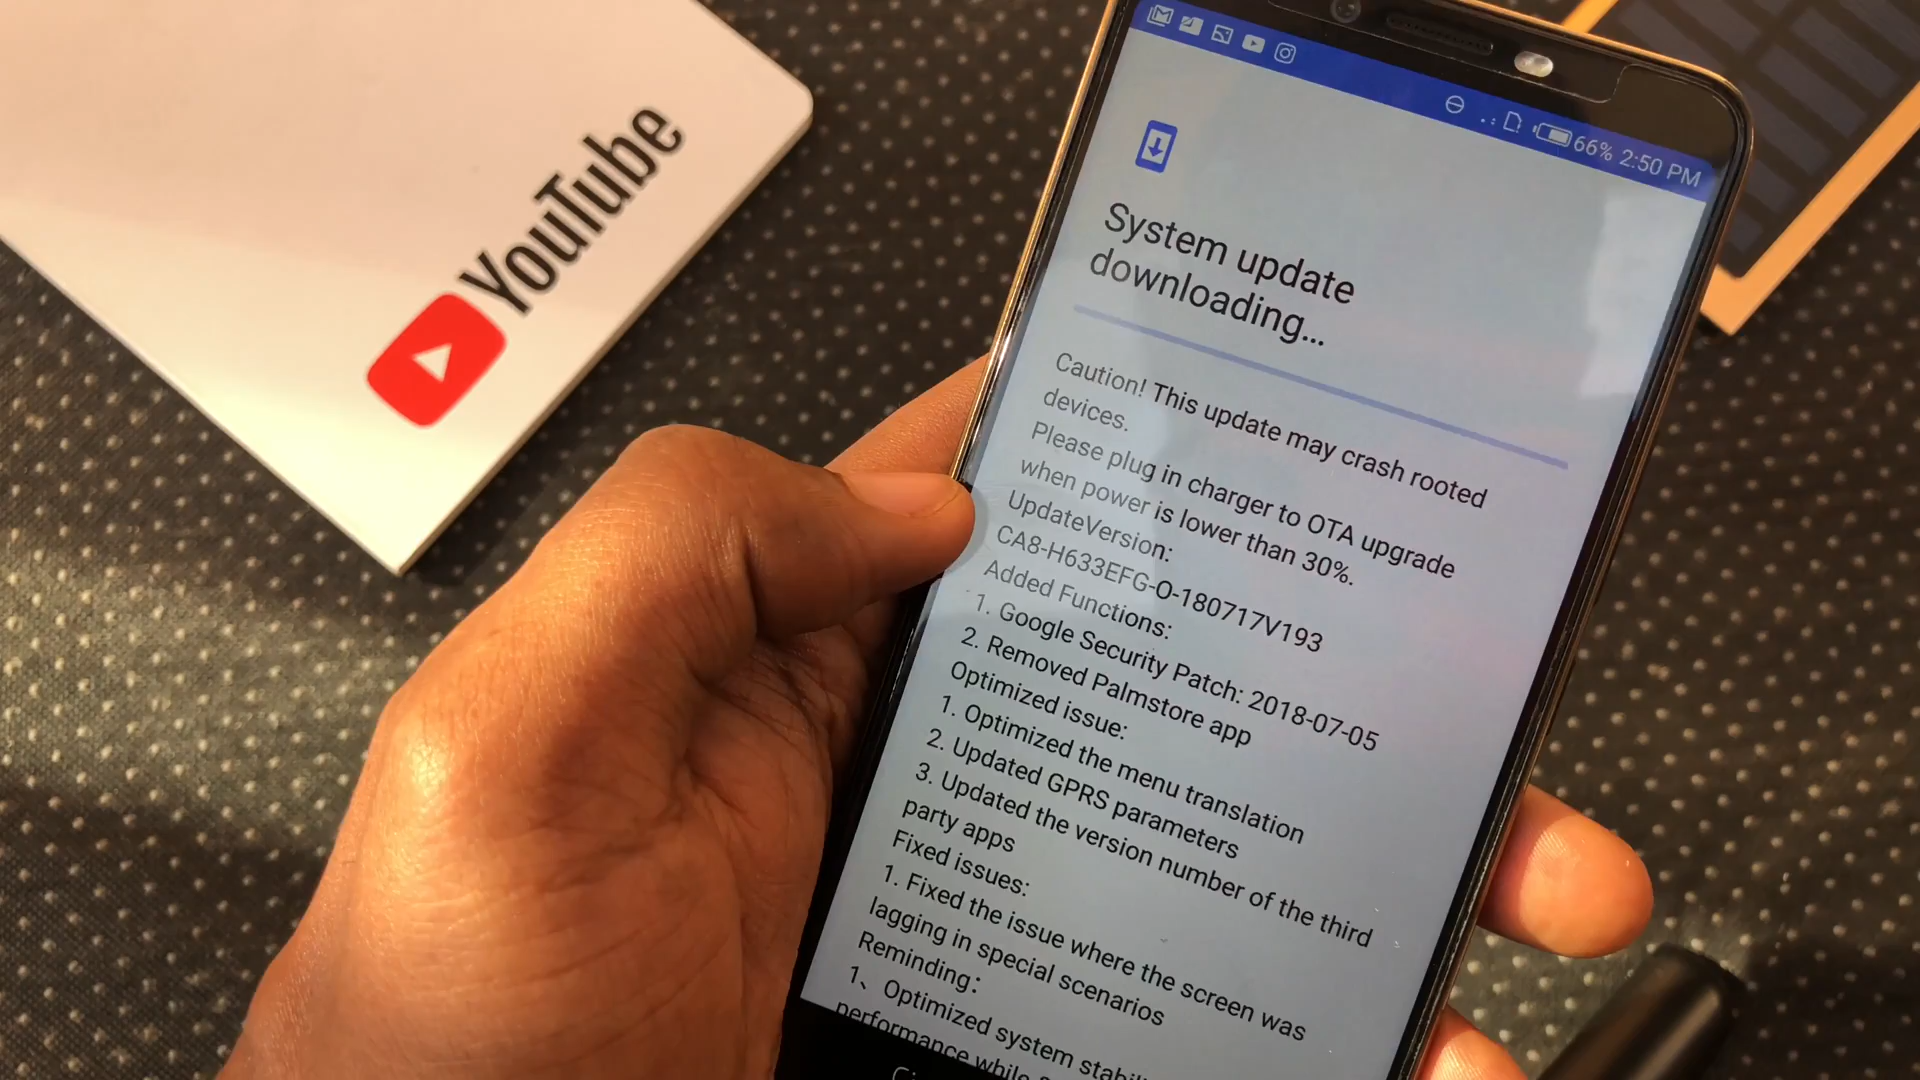 YouTube
66% 2:50 PM
System update
downloading...
Caution! This update may crash rooted
devices.
Please plug in charger to OTA upgrade
when power is lower than 30%.
UpdateVersion:
CA8-H633EFG-O-180717V193
Added Functions:
1. Google Security Patch: 2018-07-05
2. Removed Palmstore app
Optimized issue:
1. Optimized the menu translation
2. Updated GPRS parameters
3. Updated the version number of the third
party apps
Fixed issues:
1. Fixed the issue where the screen was
lagging in special scenarios
Reminding:
1、Optimized system
performance while